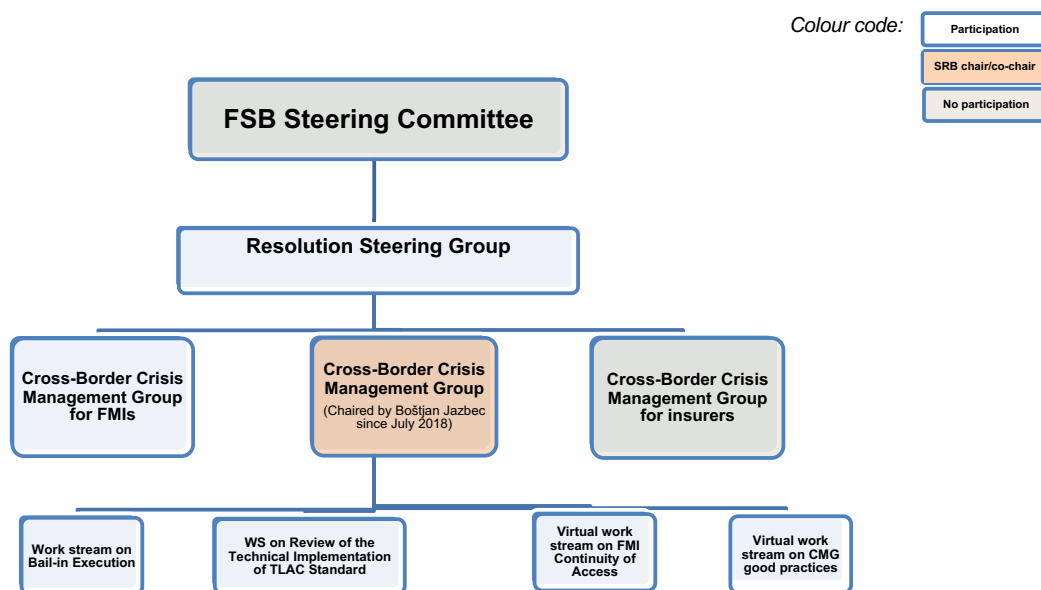 Colour code:
Participation
SRB chair/co-chair
No participation
FSB Steering Committee
Resolution Steering Group
Cross-Border Crisis
Management Group
for FMIs
Cross-Border Crisis
Management Group
(Chaired by Boštjan Jazbec
since July 2018)
Cross-Border Crisis
Management Group
for insurers
Work stream on
Bail-in Execution
WS on Review of the
Technical Implementation
of TLAC Standard
Virtual work
stream on FMI
Continuity of
Access
Virtual work
stream on CMG
good practices